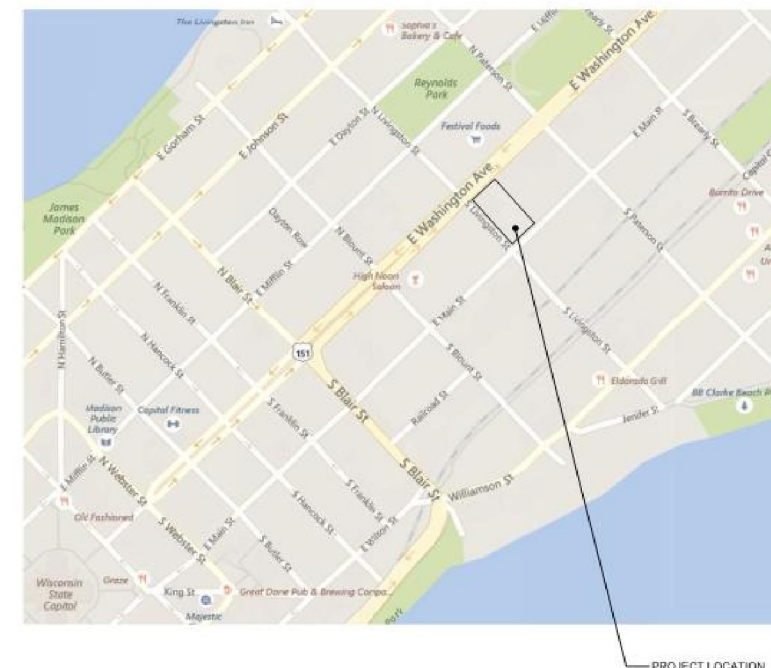 The Livingston Inn
Sophia's
Bakery & Cafe
E Washington Ave
N Paterson St
Reynolds
Park
E Gorham St
E Johnson St
E Dayton St
N Livingston St
Festival Foods
E Main St
S Brearly St
E Washington Ave
S Livingston St
Burrito Drive
James
Madison
Park
Dayton Row
N Blount St
S Paterson St
N Blair St
E Mifflin St
High Noon
Saloon
N Franklin St
E Main St
S Livingston St
N Hamilton St
N Hancock St
151
S Blount St
N Butler St
Eldorado Grill
BB Clarke Beach P
Madison
Public
Library
Capital Fitness
S Blair St
Railroad St
Jenifer St
S Franklin St
E Mifflin St
N Webster St
S Blair St
Williamson St
Old Fashioned
S Franklin St
S Hancock St
S Webster St
E Main St
E Wilson St
S Butler St
Wisconsin
State
Capitol
Graze
King St
Great Dane Pub & Brewing Compa...
Majestic
PROJECT LOCATION